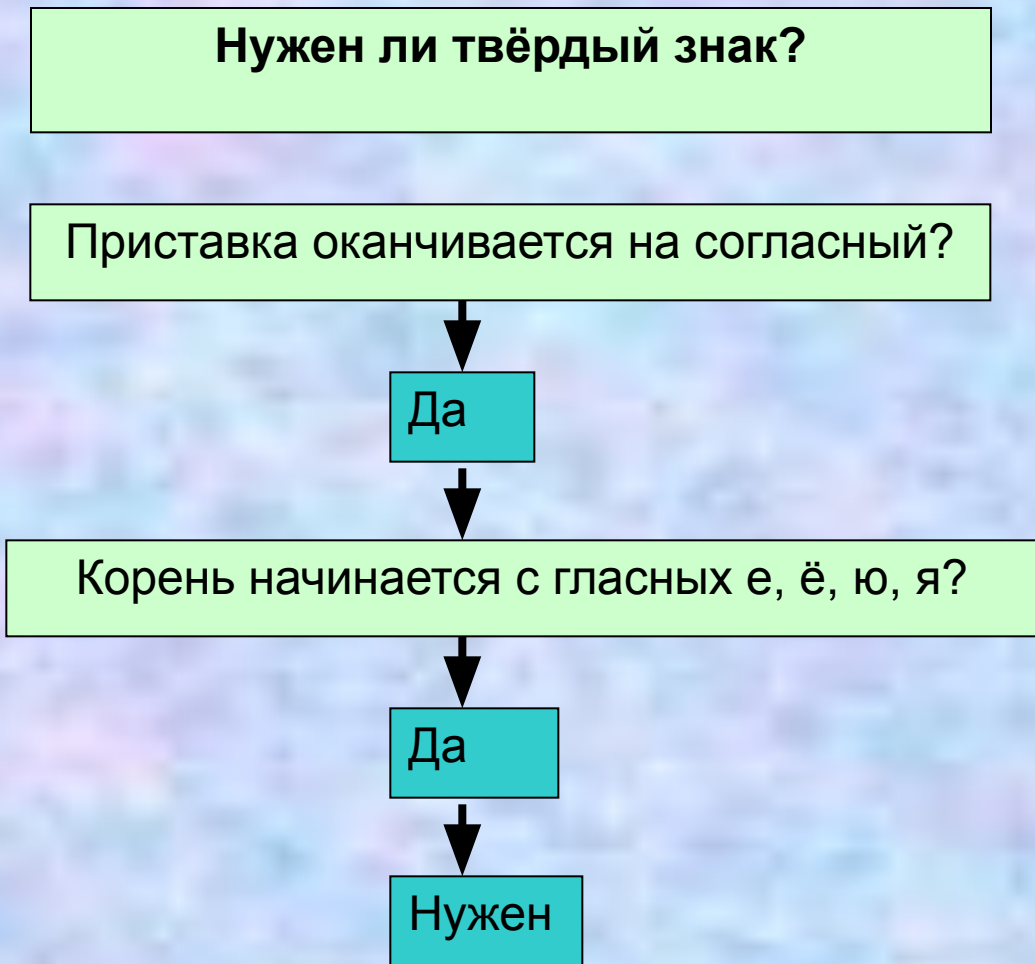 Нужен ли твёрдый знак?
Приставка оканчивается на согласный?
Да
Корень начинается с гласных е, ё, ю, я?
Да
Нужен